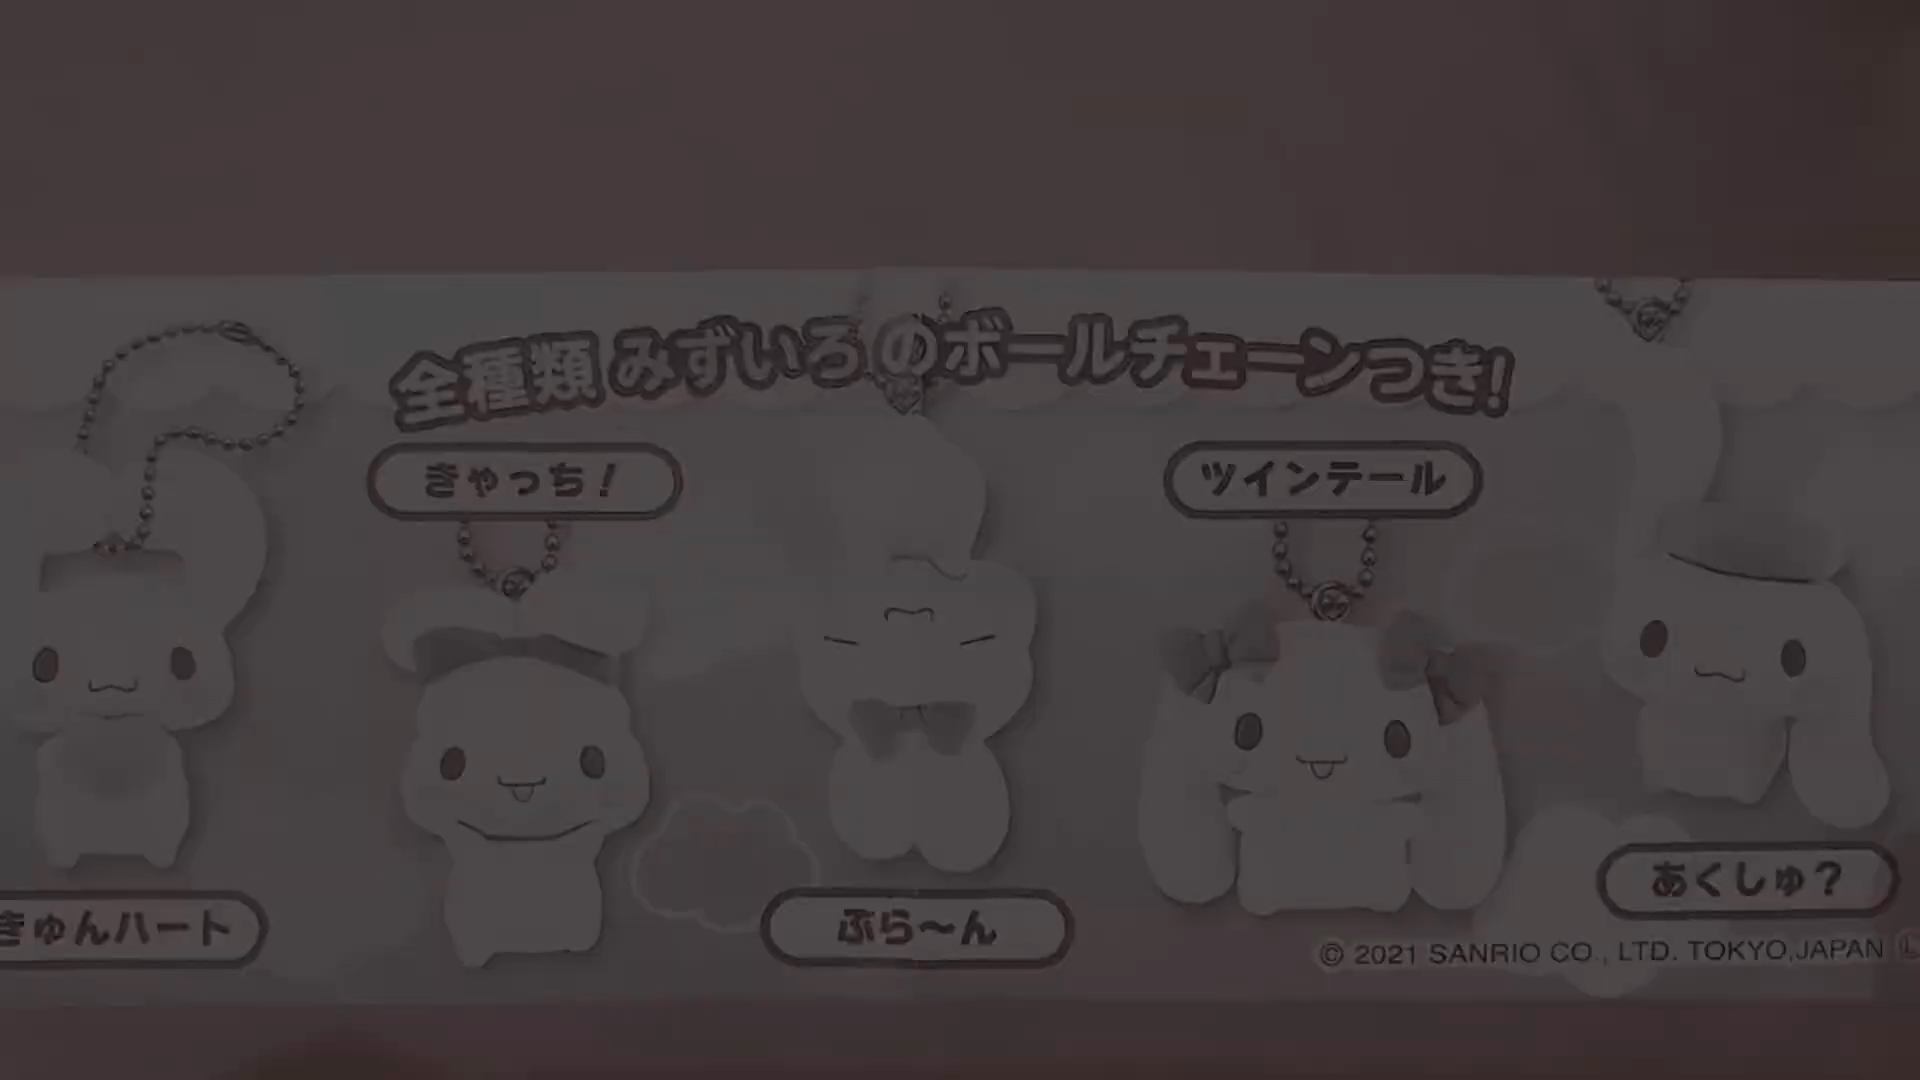 全種類 みずいろのボールチェーンつき!
きゃっち!
ツインテール
きゅんハート
ぶら〜ん
あくしゅ?
© 2021 SANRIO CO., LTD. TOKYO,JAPAN Ⓛ